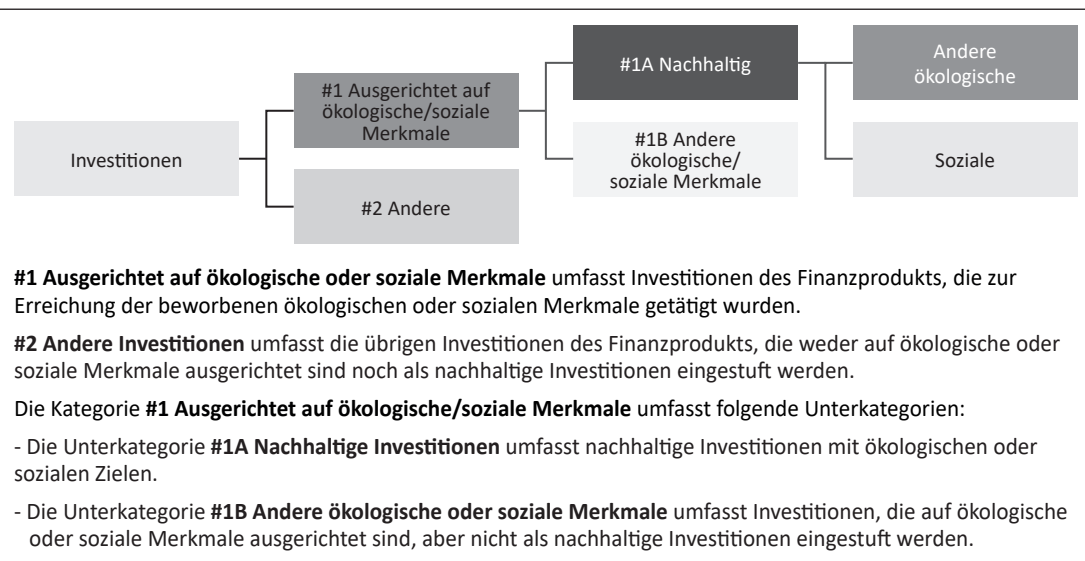 Investitionen
#1 Ausgerichtet auf
ökologische/soziale
Merkmale
#2 Andere
#1A Nachhaltig
#1B Andere
ökologische/
soziale Merkmale
Andere
ökologische
Soziale
#1 Ausgerichtet auf ökologische oder soziale Merkmale umfasst Investitionen des Finanzprodukts, die zur
Erreichung der beworbenen ökologischen oder sozialen Merkmale getätigt wurden.
#2 Andere Investitionen umfasst die übrigen Investitionen des Finanzprodukts, die weder auf ökologische oder
soziale Merkmale ausgerichtet sind noch als nachhaltige Investitionen eingestuft werden.
Die Kategorie #1 Ausgerichtet auf ökologische/soziale Merkmale umfasst folgende Unterkategorien:
- Die Unterkategorie #1A Nachhaltige Investitionen umfasst nachhaltige Investitionen mit ökologischen oder
sozialen Zielen.
- Die Unterkategorie #1B Andere ökologische oder soziale Merkmale umfasst Investitionen, die auf ökologische
oder soziale Merkmale ausgerichtet sind, aber nicht als nachhaltige Investitionen eingestuft werden.